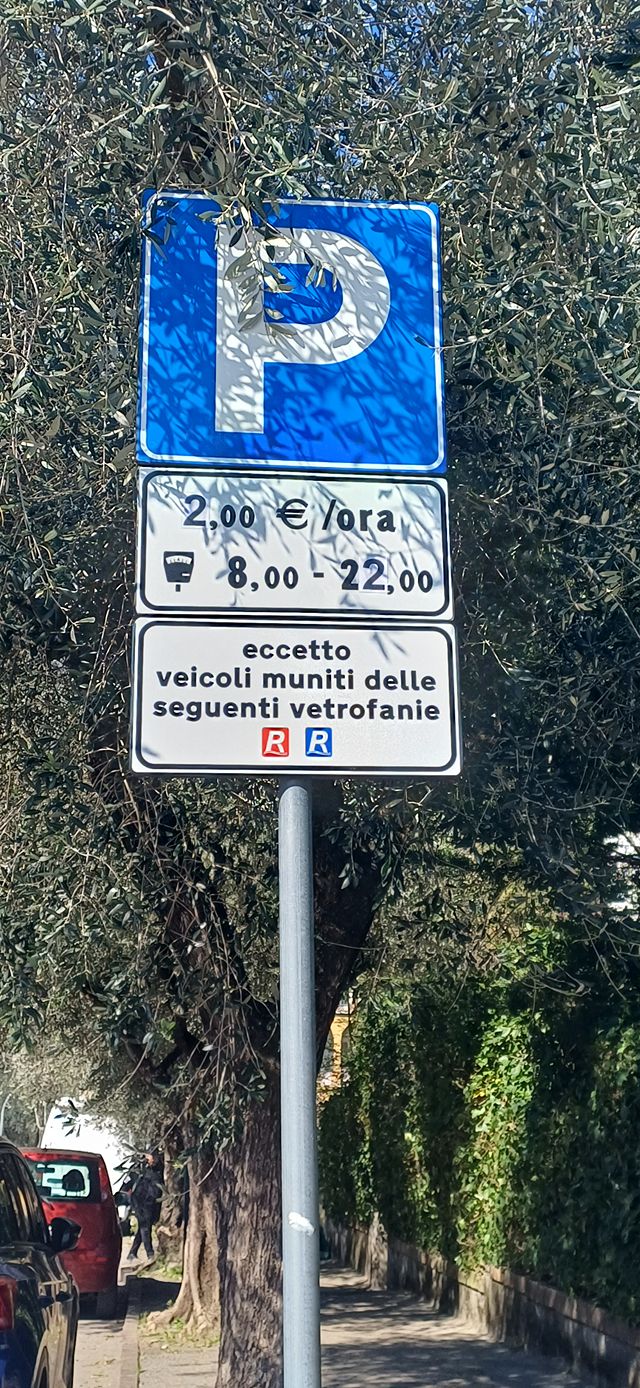 P
2,00 € /ora
8,00 - 22,00
eccetto
veicoli muniti delle
seguenti vetrofanie
R R